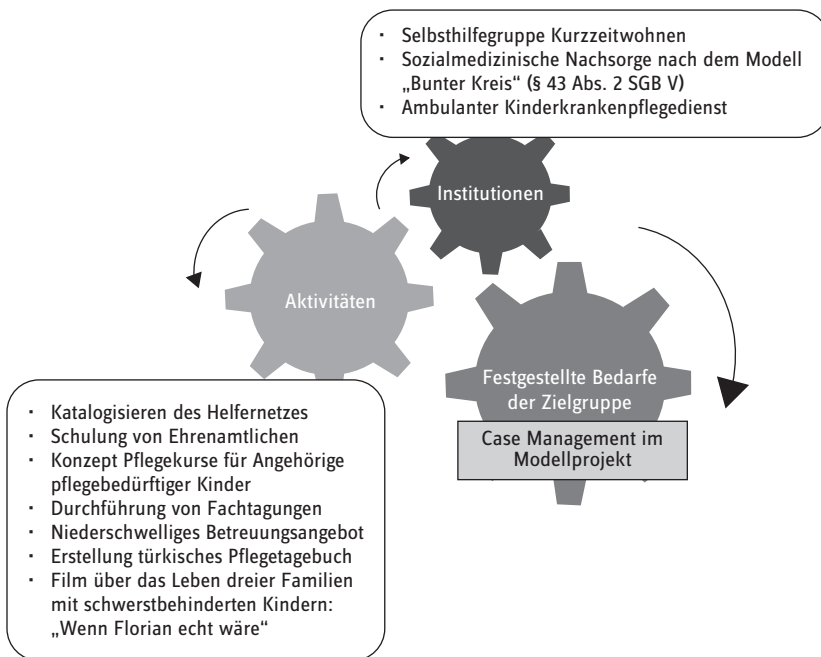 · Selbsthilfegruppe Kurzzeitwohnen
· Sozialmedizinische Nachsorge nach dem Modell
„Bunter Kreis“ (§ 43 Abs. 2 SGB V)
· Ambulanter Kinderkrankenpflegedienst
Institutionen
Aktivitäten
Festgestellte Bedarfe
der Zielgruppe
Case Management im
Modellprojekt
· Katalogisieren des Helfernetzes
· Schulung von Ehrenamtlichen
· Konzept Pflegekurse für Angehörige
pflegebedürftiger Kinder
· Durchführung von Fachtagungen
· Niederschwelliges Betreuungsangebot
· Erstellung türkisches Pflegetagebuch
· Film über das Leben dreier Familien
mit schwerstbehinderten Kindern:
„Wenn Florian echt wäre“